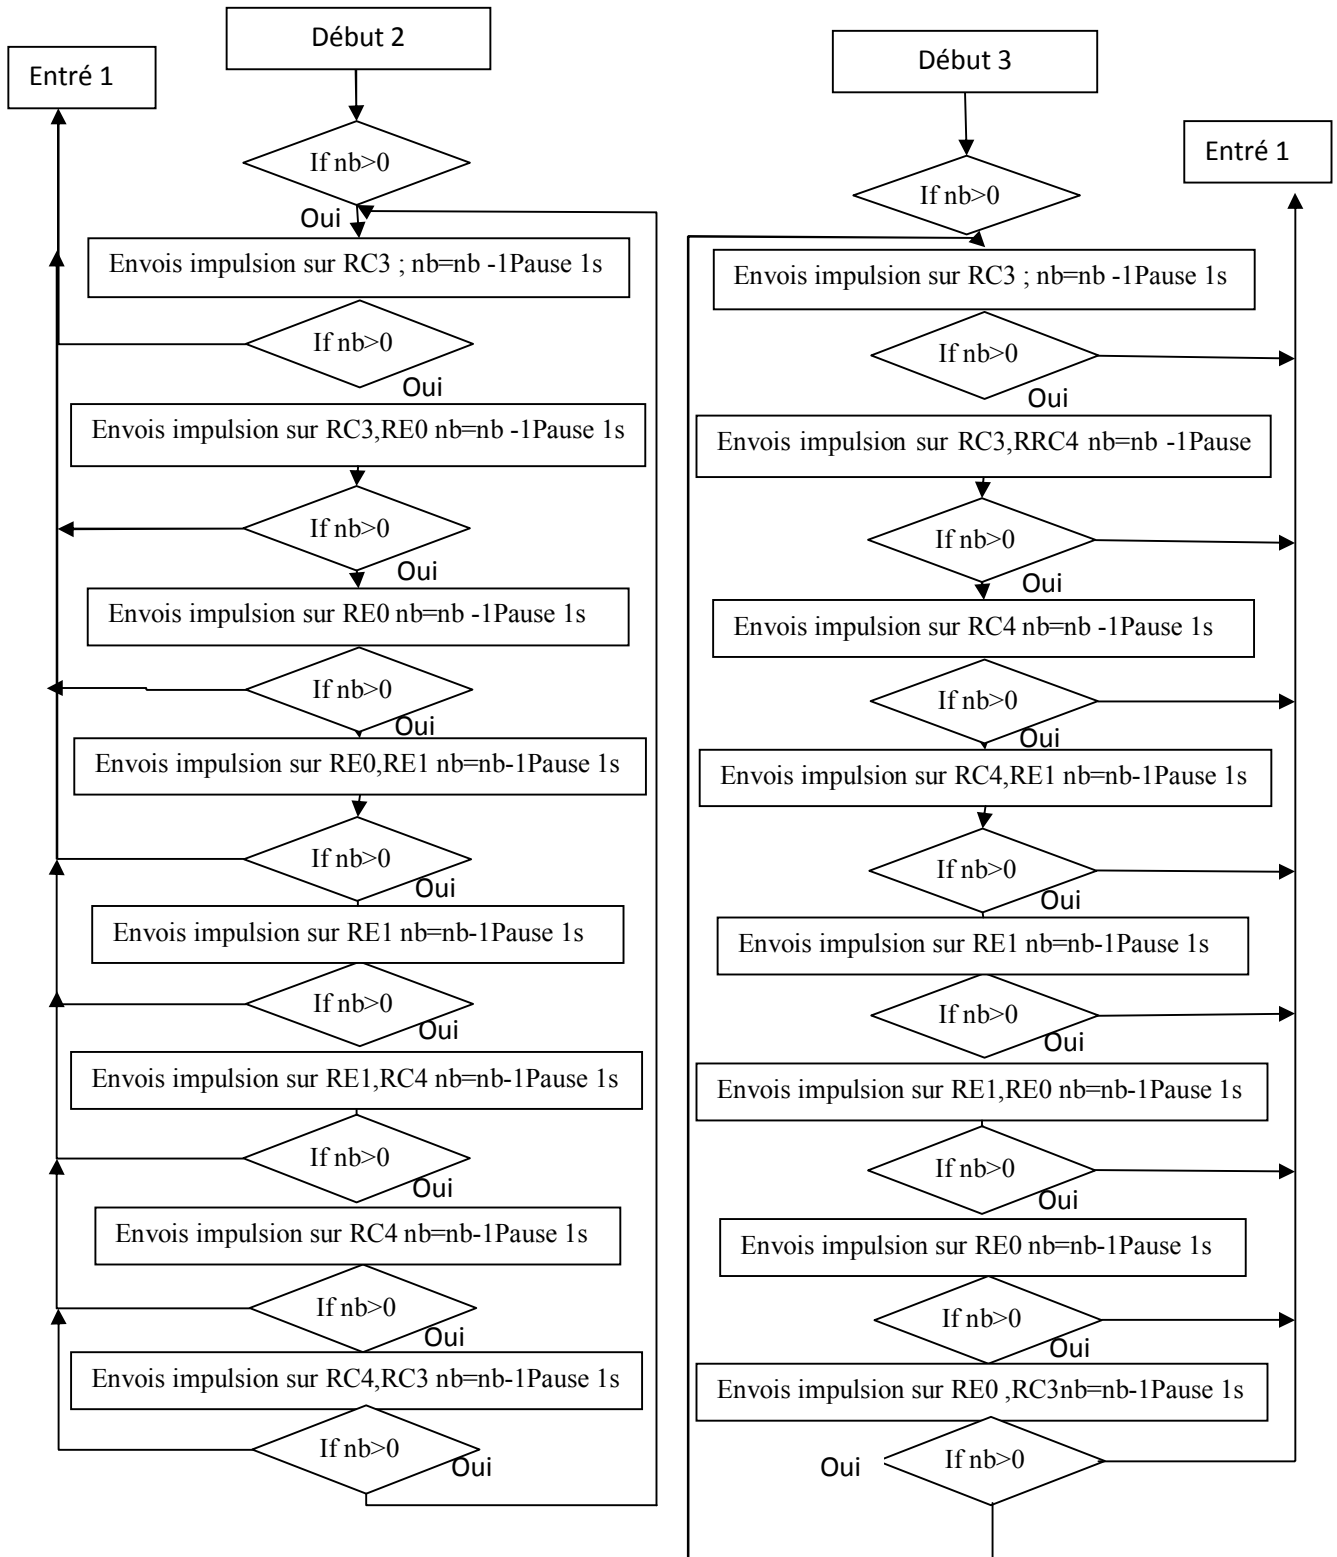 Début 2
Entré 1
If nb>0
Oui
Envois impulsion sur RC3 ; nb=nb -1Pause 1s
If nb>0
Oui
Envois impulsion sur RC3,RE0 nb=nb -1Pause 1s
If nb>0
Oui
Envois impulsion sur RE0 nb=nb -1Pause 1s
If nb>0
Oui
Envois impulsion sur RE0,RE1 nb=nb-1Pause 1s
If nb>0
Oui
Envois impulsion sur RE1 nb=nb-1Pause 1s
If nb>0
Oui
Envois impulsion sur RE1,RC4 nb=nb-1Pause 1s
If nb>0
Oui
Envois impulsion sur RC4 nb=nb-1Pause 1s
If nb>0
Oui
Envois impulsion sur RC4,RC3 nb=nb-1Pause 1s
If nb>0
Oui
Début 3
Entré 1
If nb>0
Envois impulsion sur RC3 ; nb=nb -1Pause 1s
If nb>0
Oui
Envois impulsion sur RC3,RRC4 nb=nb -1Pause
If nb>0
Oui
Envois impulsion sur RC4 nb=nb -1Pause 1s
If nb>0
Oui
Envois impulsion sur RC4,RE1 nb=nb-1Pause 1s
If nb>0
Oui
Envois impulsion sur RE1 nb=nb-1Pause 1s
If nb>0
Oui
Envois impulsion sur RE1,RE0 nb=nb-1Pause 1s
If nb>0
Oui
Envois impulsion sur RE0 nb=nb-1Pause 1s
If nb>0
Oui
Envois impulsion sur RE0 ,RC3nb=nb-1Pause 1s
If nb>0
Oui